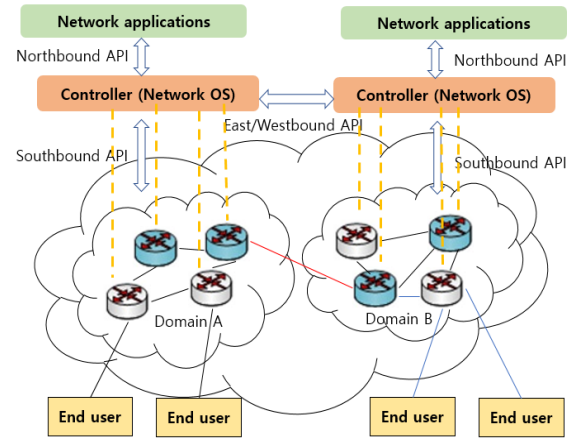 Network applications
Network applications
Northbound API
Northbound API
Controller (Network OS)
Controller (Network OS)
East/Westbound API
Southbound API
Southbound API
Domain A
Domain B
End user
End user
End user
End user